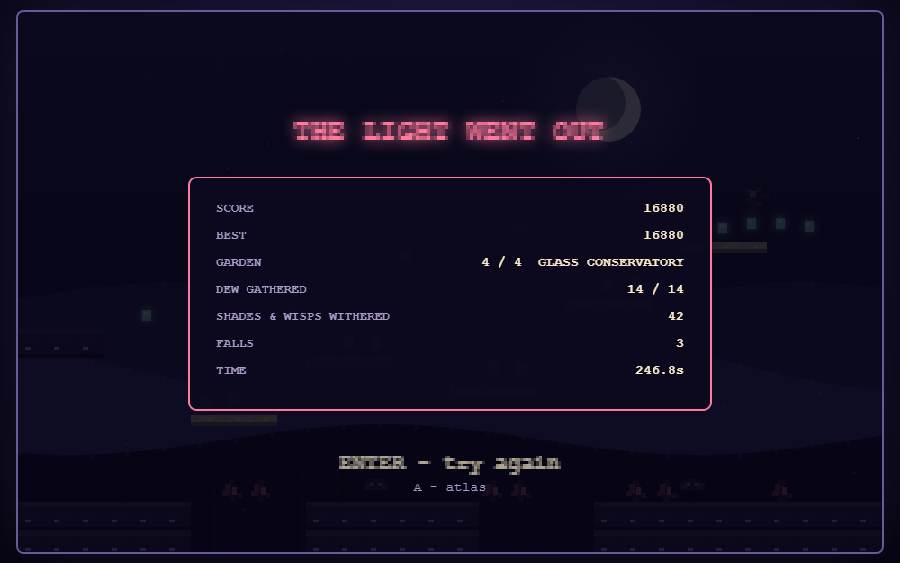 THE LIGHT WENT OUT
SCORE 16880
BEST 16880
GARDEN 4 / 4 GLASS CONSERVATORY
DEW GATHERED 14 / 14
SHADES & WISPS WITHERED 42
FALLS 3
TIME 246.8s
ENTER - try again
A - atlas